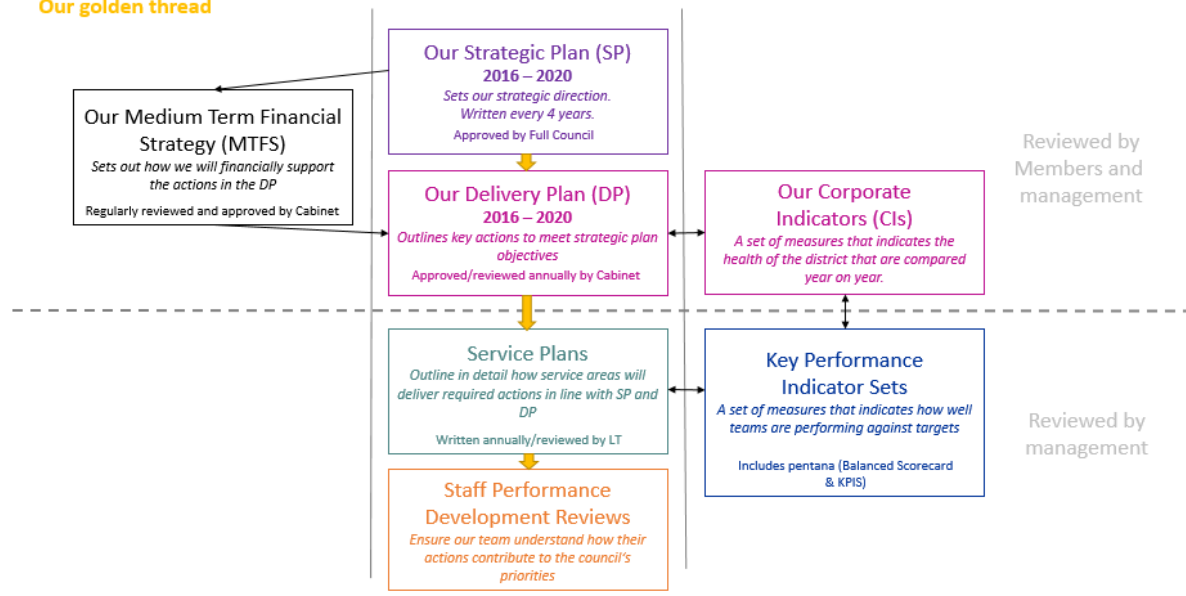 Our golden thread
Our Strategic Plan (SP)
2016 – 2020
Sets our strategic direction.
Written every 4 years.
Approved by Full Council
Our Medium Term Financial
Strategy (MTFS)
Sets out how we will financially support
the actions in the DP
Regularly reviewed and approved by Cabinet
Our Delivery Plan (DP)
2016 – 2020
Outlines key actions to meet strategic plan
objectives
Approved/reviewed annually by Cabinet
Our Corporate
Indicators (CIs)
A set of measures that indicates the
health of the district that are compared
year on year.
Reviewed by
Members and
management
Service Plans
Outline in detail how service areas will
deliver required actions in line with SP and
DP
Written annually/reviewed by LT
Key Performance
Indicator Sets
A set of measures that indicates how well
teams are performing against targets
Includes pentana (Balanced Scorecard
& KPIS)
Reviewed by
management
Staff Performance
Development Reviews
Ensure our team understand how their
actions contribute to the council's
priorities